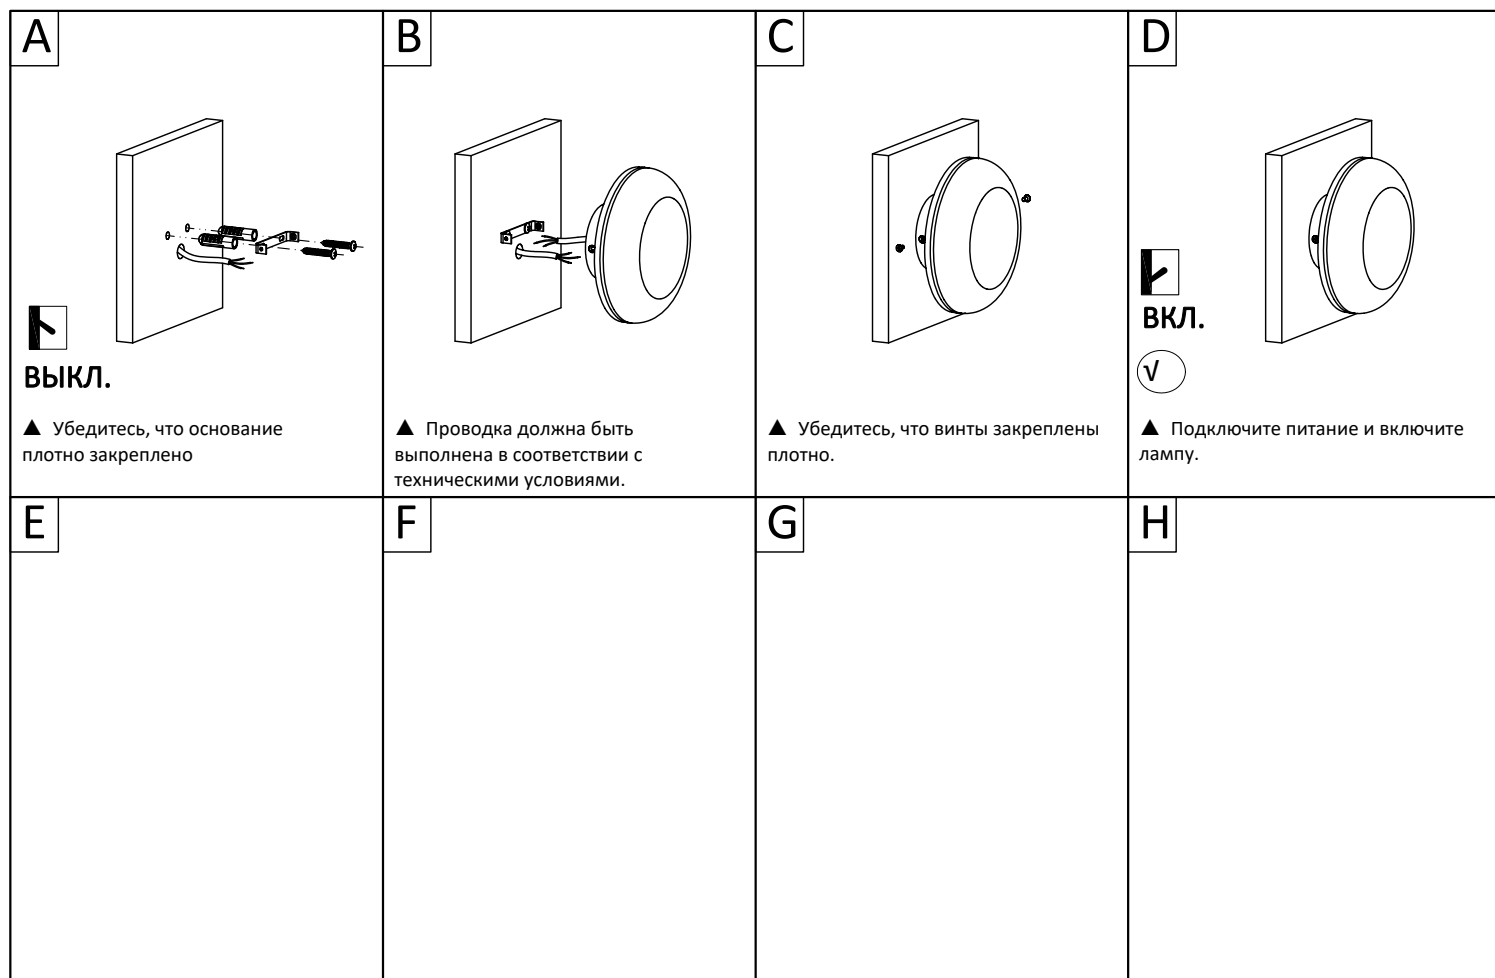 A
ВЫКЛ.
▲ Убедитесь, что основание
плотно закреплено
B
▲ Проводка должна быть
выполнена в соответствии с
техническими условиями.
C
▲ Убедитесь, что винты закреплены
плотно.
D
ВКЛ.
√
▲ Подключите питание и включите
лампу.
E
F
G
H